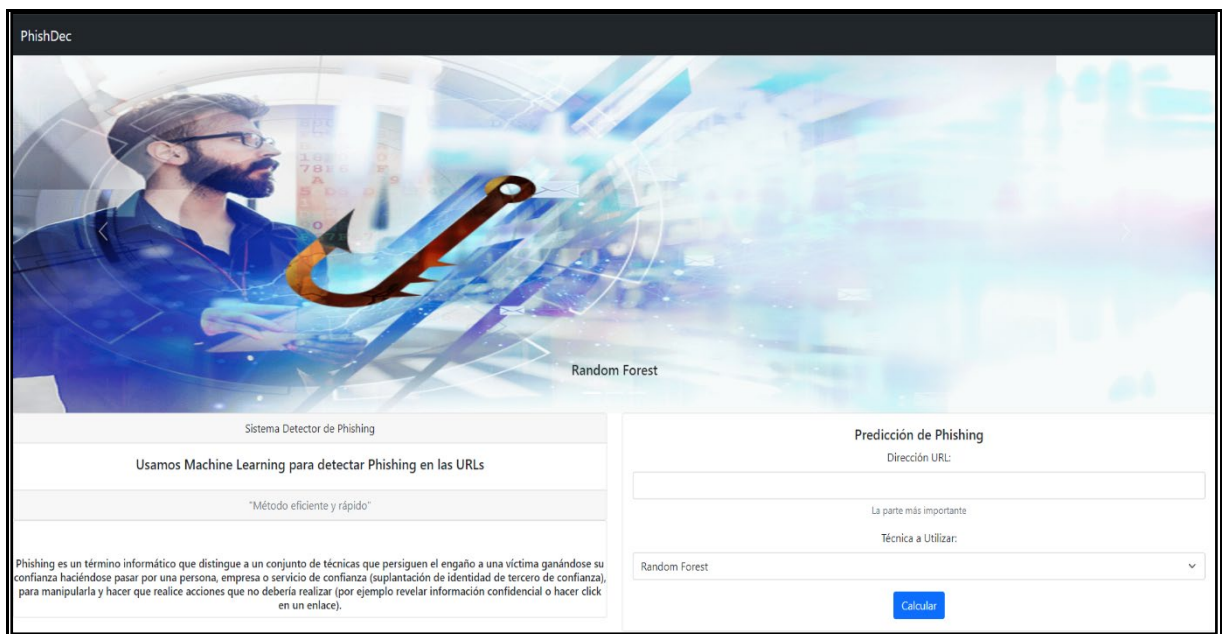 PhishDec
Random Forest
Sistema Detector de Phishing
Usamos Machine Learning para detectar Phishing en las URLs
"Método eficiente y rápido"
Phishing es un término informático que distingue a un conjunto de técnicas que persiguen el engaño a una víctima ganándose su
confianza haciéndose pasar por una persona, empresa o servicio de confianza (suplantación de identidad de tercero de confianza),
para manipularla y hacer que realice acciones que no debería realizar (por ejemplo revelar información confidencial o hacer click
en un enlace).
Predicción de Phishing
Dirección URL:
La parte más importante
Técnica a Utilizar:
Random Forest
Calcular